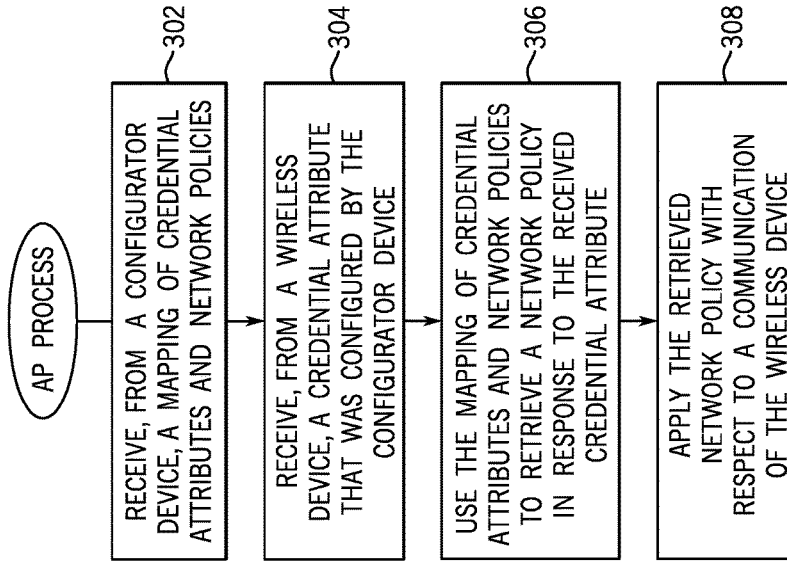 AP PROCESS
RECEIVE, FROM A CONFIGURATOR
DEVICE, A MAPPING OF CREDENTIAL
ATTRIBUTES AND NETWORK POLICIES
302
RECEIVE, FROM A WIRELESS
DEVICE, A CREDENTIAL ATTRIBUTE
THAT WAS CONFIGURED BY THE
CONFIGURATOR DEVICE
304
USE THE MAPPING OF CREDENTIAL
ATTRIBUTES AND NETWORK POLICIES
TO RETRIEVE A NETWORK POLICY
IN RESPONSE TO THE RECEIVED
CREDENTIAL ATTRIBUTE
306
APPLY THE RETRIEVED
NETWORK POLICY WITH
RESPECT TO A COMMUNICATION
OF THE WIRELESS DEVICE
308